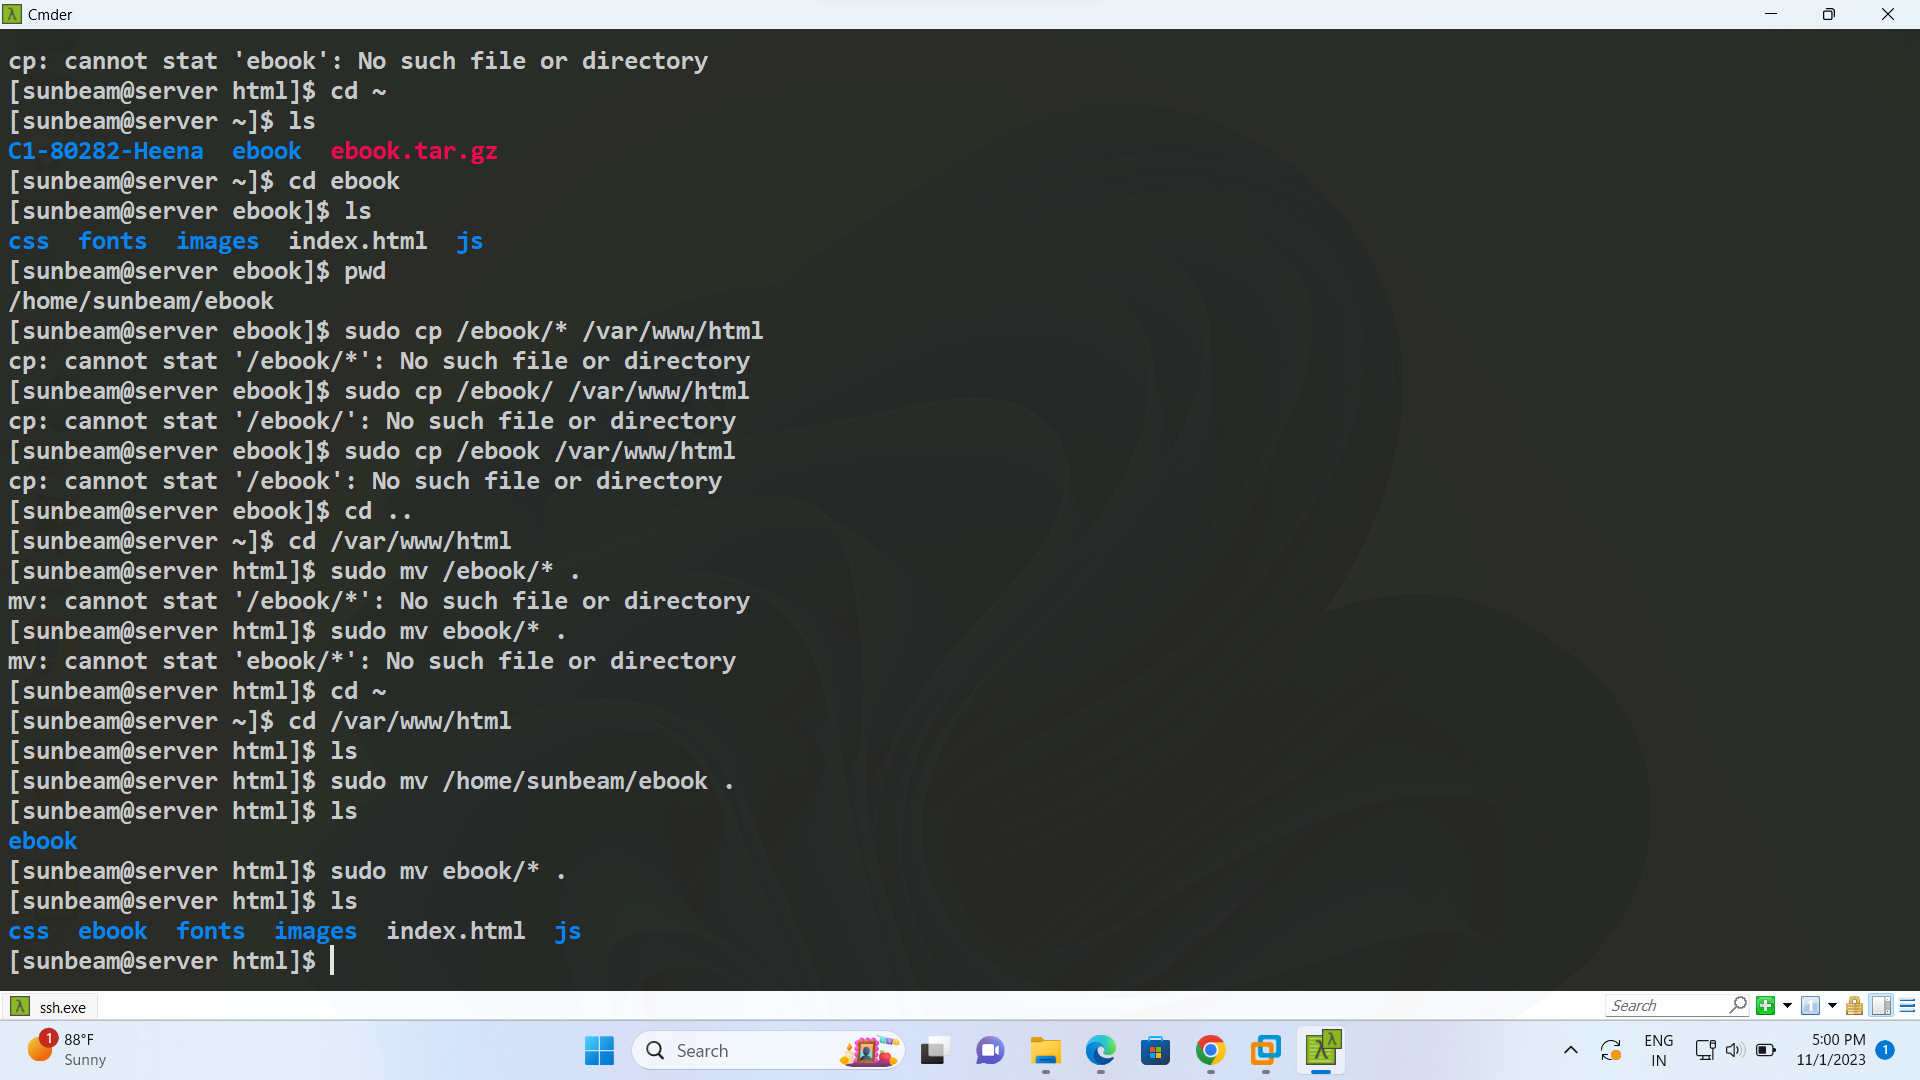 Cmder
cp: cannot stat 'ebook': No such file or directory
[sunbeam@server html]$ cd ~
[sunbeam@server ~]$ ls
C1-80282-Heena  ebook  ebook.tar.gz
[sunbeam@server ~]$ cd ebook
[sunbeam@server ebook]$ ls
css  fonts  images  index.html  js
[sunbeam@server ebook]$ pwd
/home/sunbeam/ebook
[sunbeam@server ebook]$ sudo cp /ebook/* /var/www/html
cp: cannot stat '/ebook/*': No such file or directory
[sunbeam@server ebook]$ sudo cp /ebook/ /var/www/html
cp: cannot stat '/ebook/': No such file or directory
[sunbeam@server ebook]$ sudo cp /ebook /var/www/html
cp: cannot stat '/ebook': No such file or directory
[sunbeam@server ebook]$ cd ..
[sunbeam@server ~]$ cd /var/www/html
[sunbeam@server html]$ sudo mv /ebook/* .
mv: cannot stat '/ebook/*': No such file or directory
[sunbeam@server html]$ sudo mv ebook/* .
mv: cannot stat 'ebook/*': No such file or directory
[sunbeam@server html]$ cd ~
[sunbeam@server ~]$ cd /var/www/html
[sunbeam@server html]$ ls
[sunbeam@server html]$ sudo mv /home/sunbeam/ebook .
[sunbeam@server html]$ ls
ebook
[sunbeam@server html]$ sudo mv ebook/* .
[sunbeam@server html]$ ls
css  ebook  fonts  images  index.html  js
[sunbeam@server html]$
ssh.exe
Search
1
88°F
Sunny
Search
ENG
IN
5:00 PM
11/1/2023
1